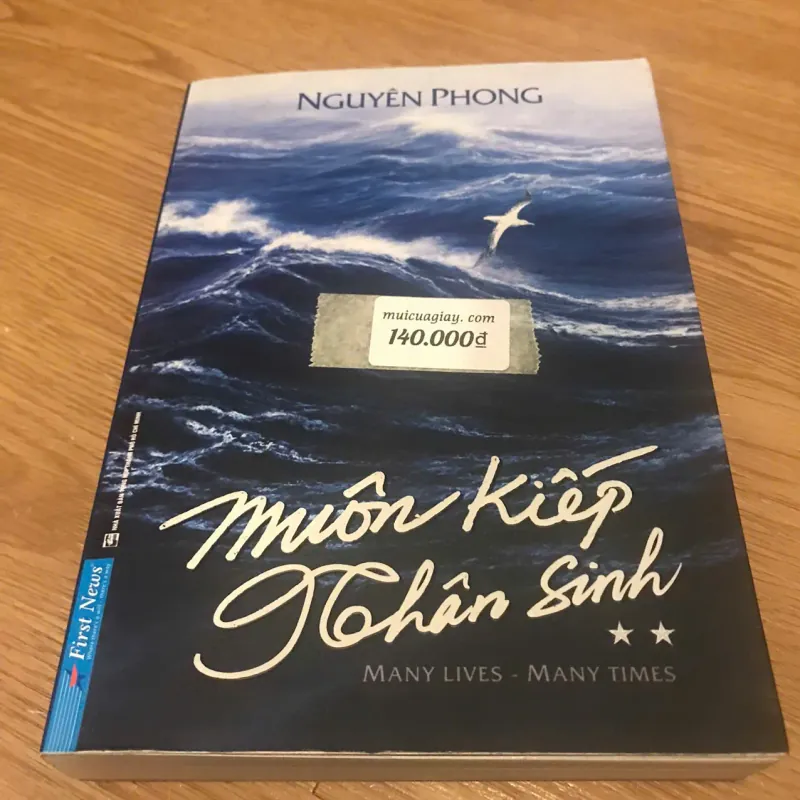 NGUYÊN PHONG
muicuagiay. com
140.000₫
Muôn Kiếp
Nhân Sinh
MANY LIVES - MANY TIMES
First News